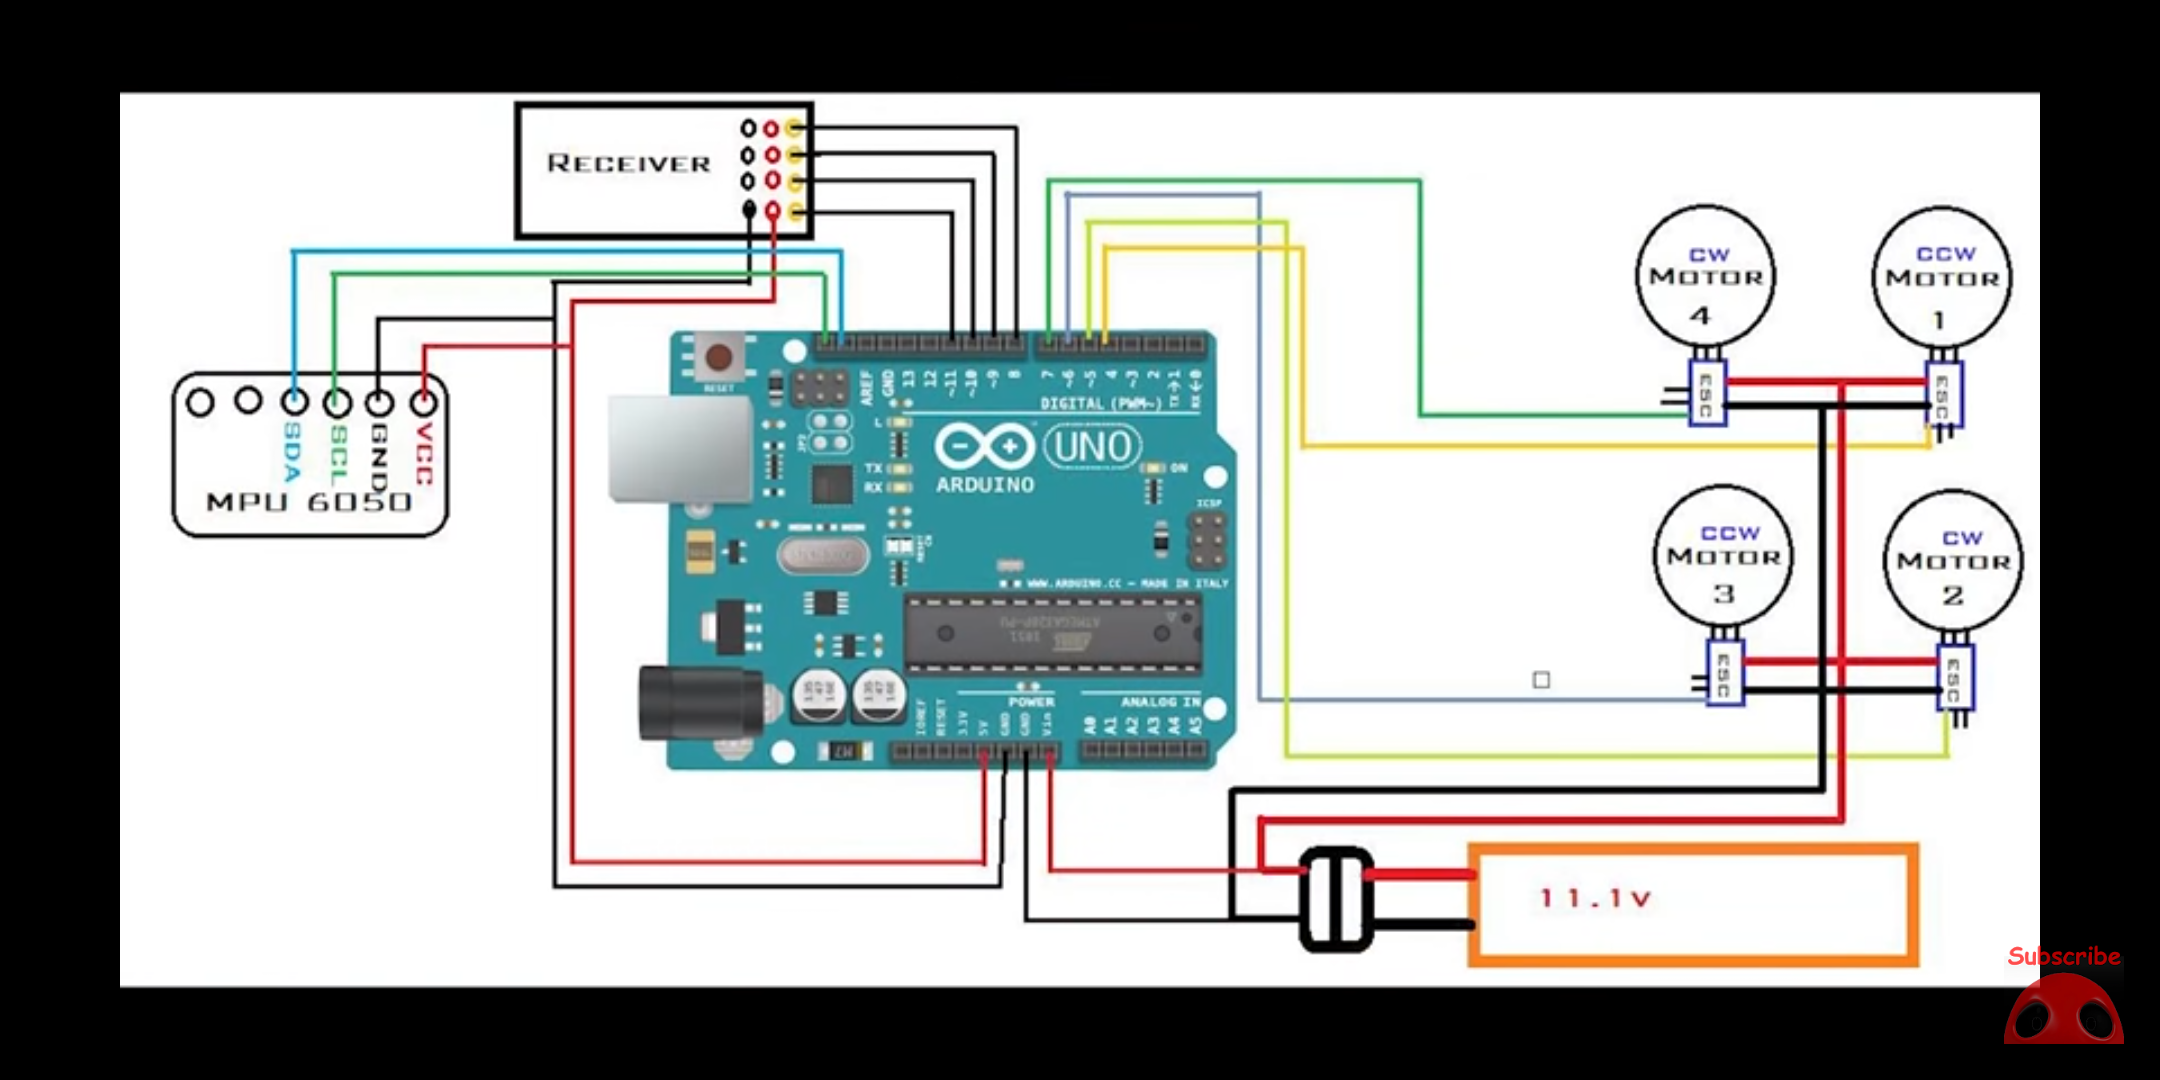 RECEIVER
CW
MOTOR
4
CCW
MOTOR
1
ESC
ESC
SDA
SCL
GND
VCC
MPU 6050
RESET
AREF
GND
13
12
~11
~10
~9
8
7
~6
~5
4
~3
2
TX→1
RX←0
DIGITAL (PWM~)
L
TX
RX
ARDUINO
UNO
ON
ICSP
WWW.ARDUINO.CC - MADE IN ITALY
ATMEGA328P-PU
CCW
MOTOR
3
CW
MOTOR
2
ESC
ESC
POWER
ANALOG IN
IOREF
RESET
3.3V
5V
GND
GND
Vin
A0
A1
A2
A3
A4
A5
11.1v
Subscribe